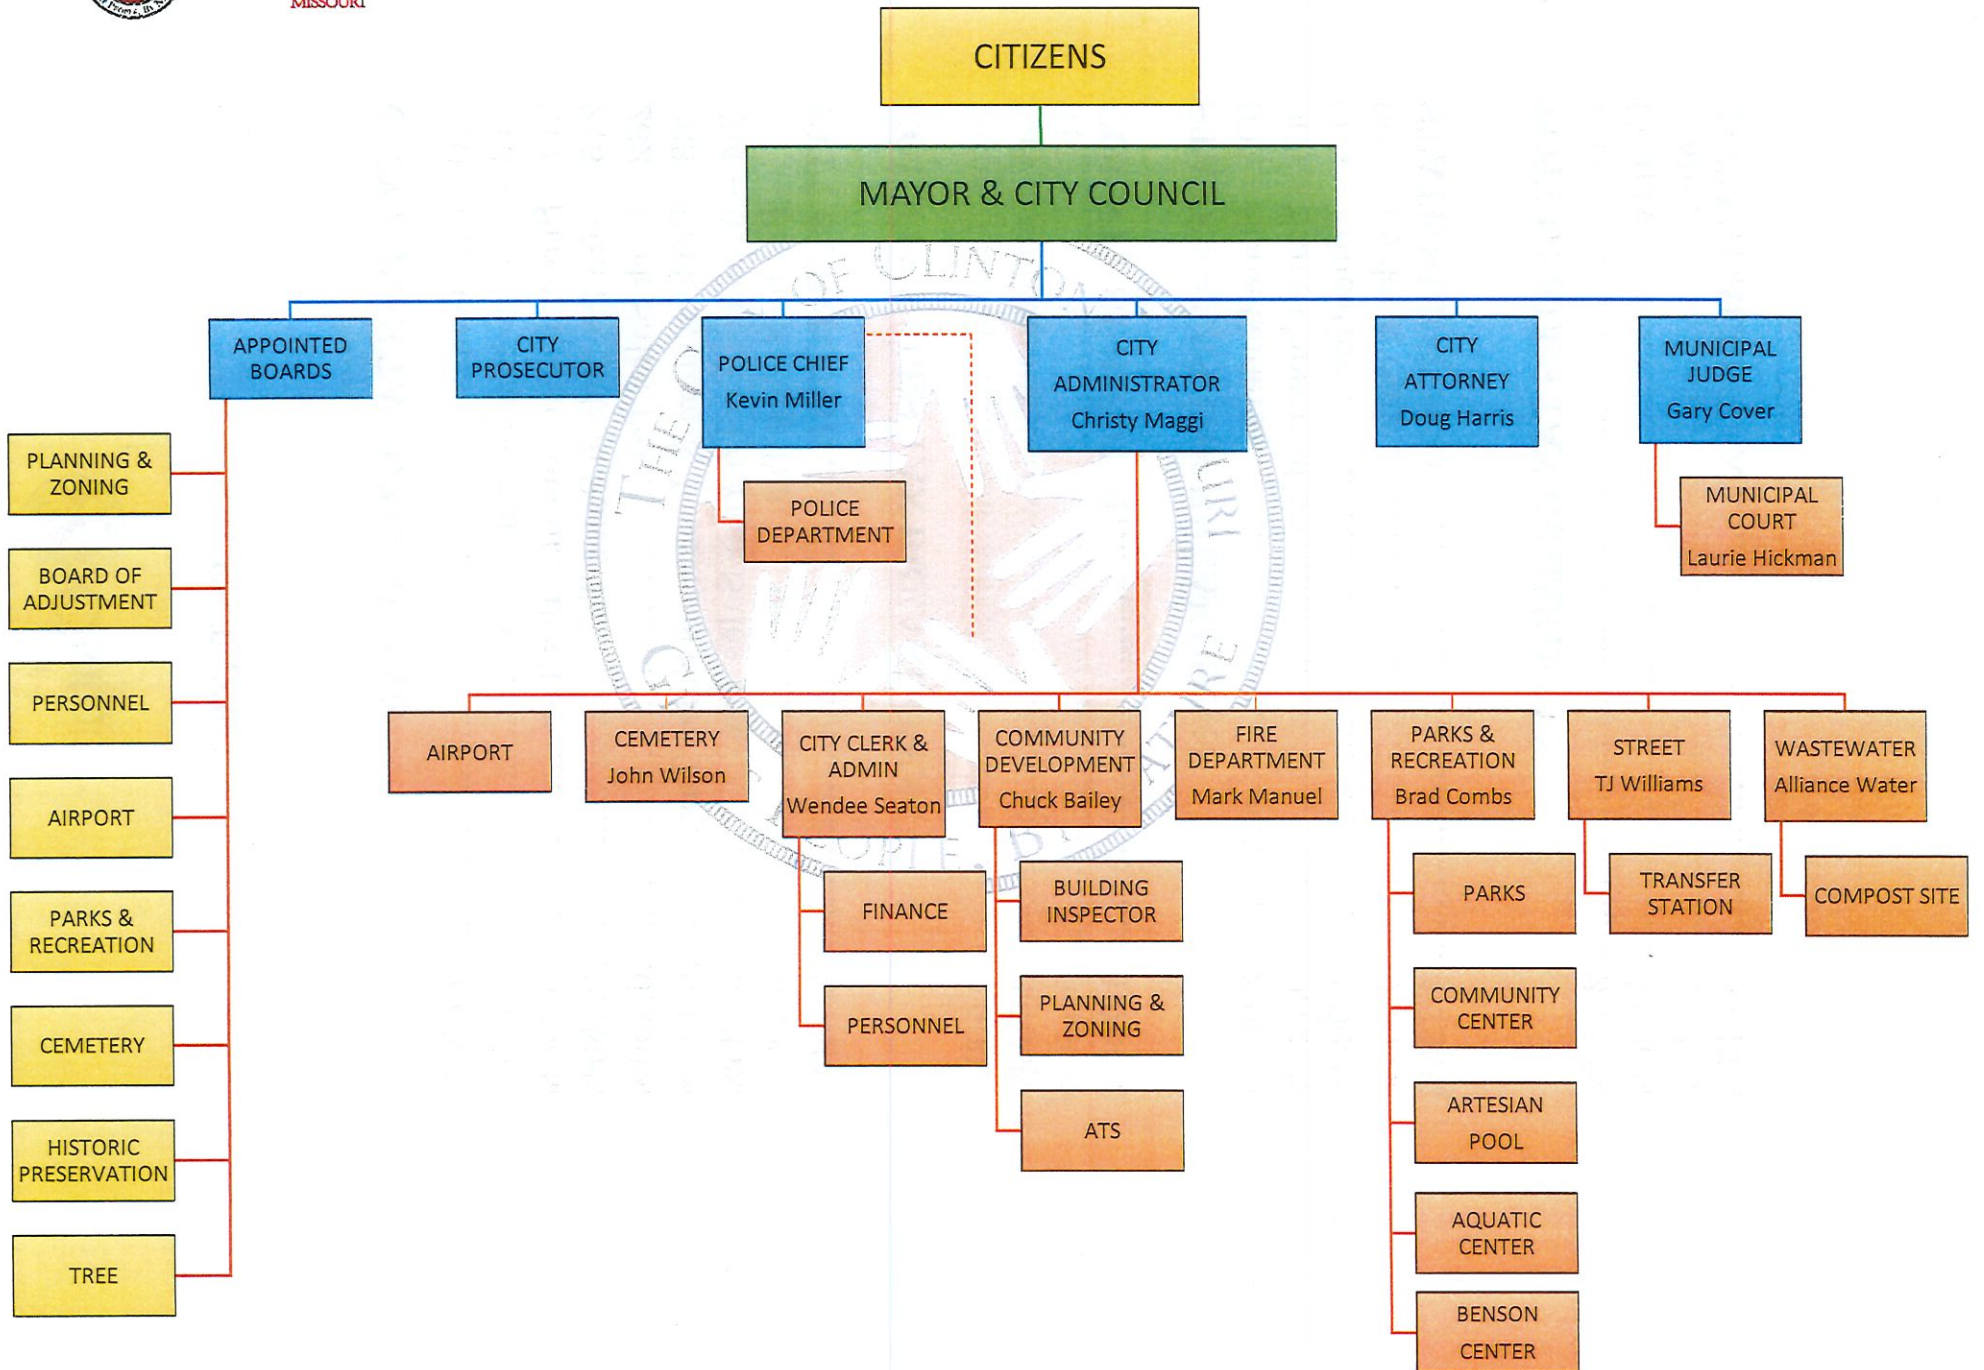 MISSOURI
CITIZENS
MAYOR & CITY COUNCIL
APPOINTED
BOARDS
CITY
PROSECUTOR
POLICE CHIEF
Kevin Miller
CITY
ADMINISTRATOR
Christy Maggi
CITY
ATTORNEY
Doug Harris
MUNICIPAL
JUDGE
Gary Cover
POLICE
DEPARTMENT
MUNICIPAL
COURT
Laurie Hickman
PLANNING &
ZONING
BOARD OF
ADJUSTMENT
PERSONNEL
AIRPORT
PARKS &
RECREATION
CEMETERY
HISTORIC
PRESERVATION
TREE
AIRPORT
CEMETERY
John Wilson
CITY CLERK &
ADMIN
Wendee Seaton
COMMUNITY
DEVELOPMENT
Chuck Bailey
FIRE
DEPARTMENT
Mark Manuel
PARKS &
RECREATION
Brad Combs
STREET
TJ Williams
WASTEWATER
Alliance Water
FINANCE
PERSONNEL
BUILDING
INSPECTOR
PLANNING &
ZONING
ATS
PARKS
COMMUNITY
CENTER
ARTESIAN
POOL
AQUATIC
CENTER
BENSON
CENTER
TRANSFER
STATION
COMPOST SITE
THE OF CLINTON